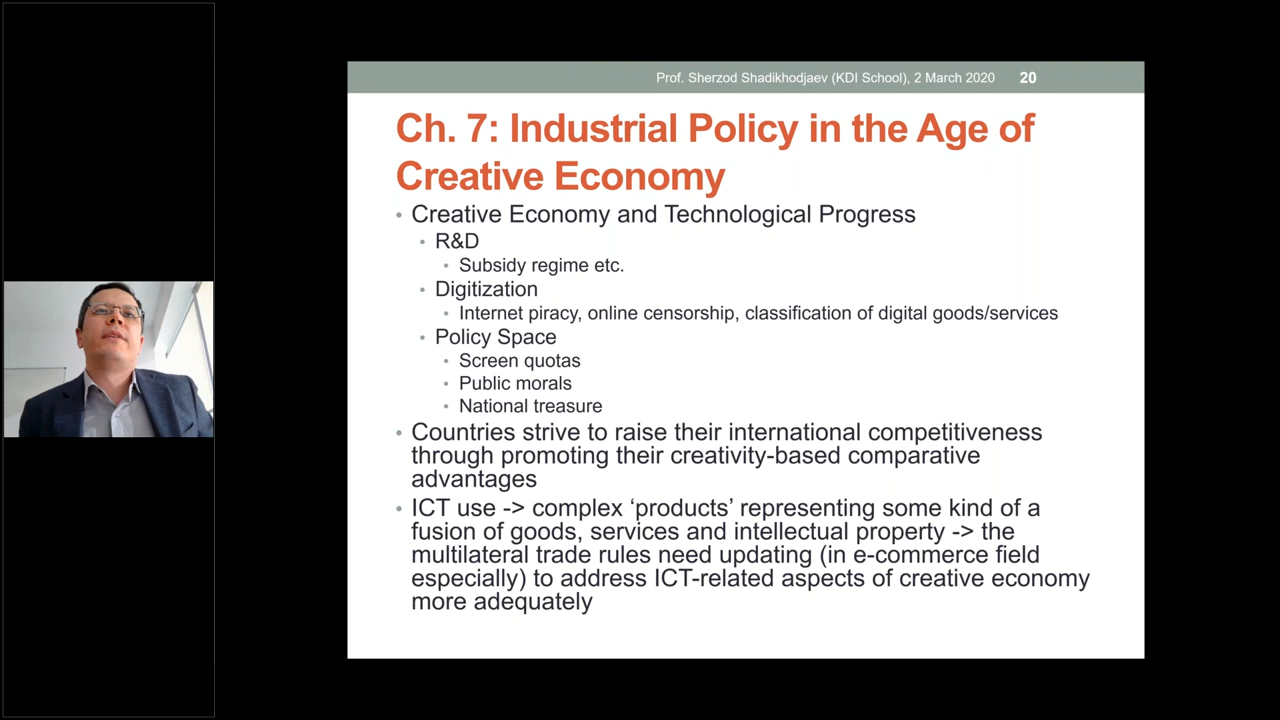 Prof. Sherzod Shadikhodjaev (KDI School), 2 March 2020 20
Ch. 7: Industrial Policy in the Age of
Creative Economy
• Creative Economy and Technological Progress
• R&D
• Subsidy regime etc.
• Digitization
• Internet piracy, online censorship, classification of digital goods/services
• Policy Space
• Screen quotas
• Public morals
• National treasure
• Countries strive to raise their international competitiveness
through promoting their creativity-based comparative
advantages
• ICT use -> complex ‘products’ representing some kind of a
fusion of goods, services and intellectual property -> the
multilateral trade rules need updating (in e-commerce field
especially) to address ICT-related aspects of creative economy
more adequately